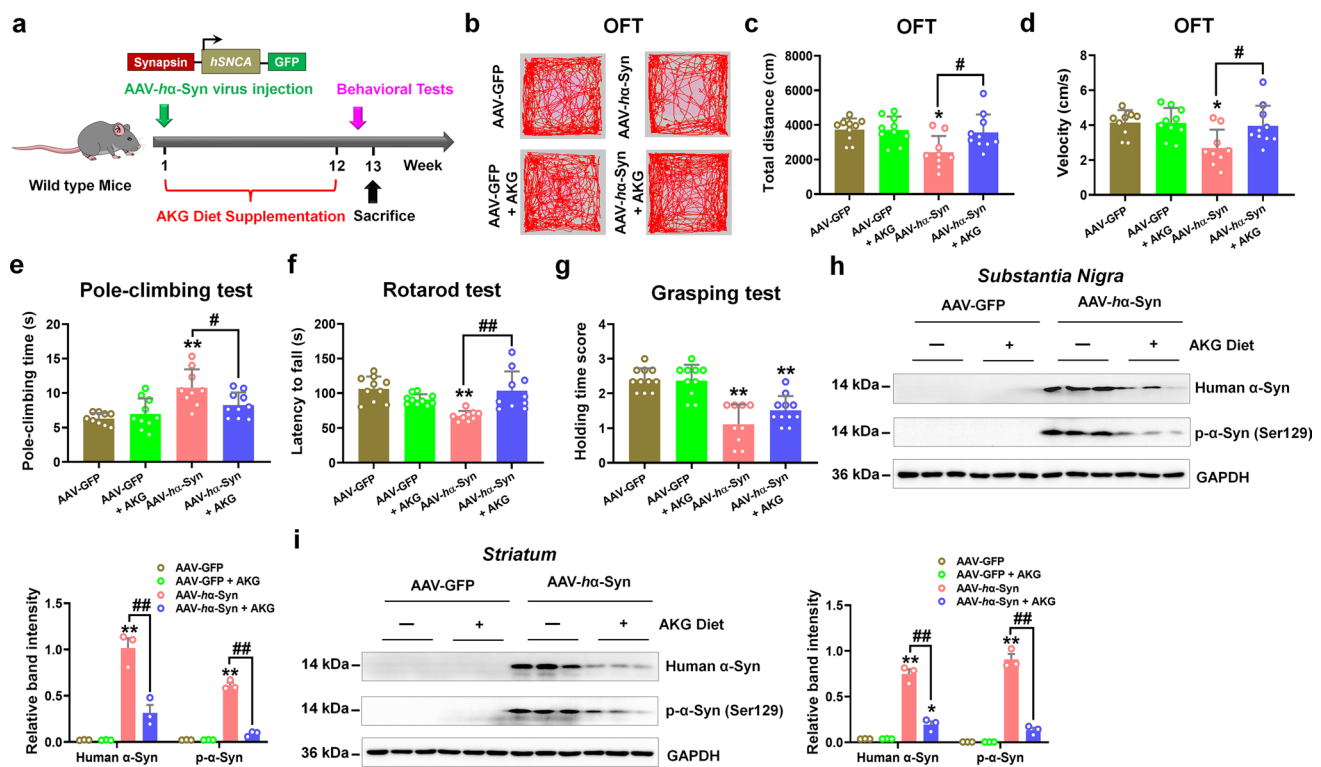 a
Synapsin
hSNCA
GFP
AAV-hα-Syn virus injection
Behavioral Tests
1
12
13
Week
Wild type Mice
AKG Diet Supplementation
Sacrifice
b
OFT
AAV-GFP
AAV-hα-Syn
AAV-GFP
+ AKG
AAV-hα-Syn
+ AKG
c
OFT
Total distance (cm)
8000
6000
4000
2000
0
*
#
AAV-GFP
AAV-GFP
+ AKG
AAV-hα-Syn
AAV-hα-Syn
+ AKG
d
OFT
Velocity (cm/s)
8
6
4
2
0
*
#
AAV-GFP
AAV-GFP
+ AKG
AAV-hα-Syn
AAV-hα-Syn
+ AKG
e
Pole-climbing test
Pole-climbing time (s)
20
15
10
5
0
**
#
AAV-GFP
AAV-GFP
+ AKG
AAV-hα-Syn
AAV-hα-Syn
+ AKG
f
Rotarod test
Latency to fall (s)
200
150
100
50
0
**
##
AAV-GFP
AAV-GFP
+ AKG
AAV-hα-Syn
AAV-hα-Syn
+ AKG
g
Grasping test
Holding time score
4
3
2
1
0
**
**
AAV-GFP
AAV-GFP
+ AKG
AAV-hα-Syn
AAV-hα-Syn
+ AKG
h
Substantia Nigra
AAV-GFP
AAV-hα-Syn
— + — + AKG Diet
14 kDa
Human α-Syn
14 kDa
p-α-Syn (Ser129)
36 kDa
GAPDH
AAV-GFP
AAV-GFP + AKG
AAV-hα-Syn
AAV-hα-Syn + AKG
Relative band intensity
1.5
1.0
0.5
0.0
**
##
**
##
Human α-Syn
p-α-Syn
i
Striatum
AAV-GFP
AAV-hα-Syn
— + — + AKG Diet
14 kDa
Human α-Syn
14 kDa
p-α-Syn (Ser129)
36 kDa
GAPDH
AAV-GFP
AAV-GFP + AKG
AAV-hα-Syn
AAV-hα-Syn + AKG
Relative band intensity
1.5
1.0
0.5
0.0
**
##
*
**
##
Human α-Syn
p-α-Syn